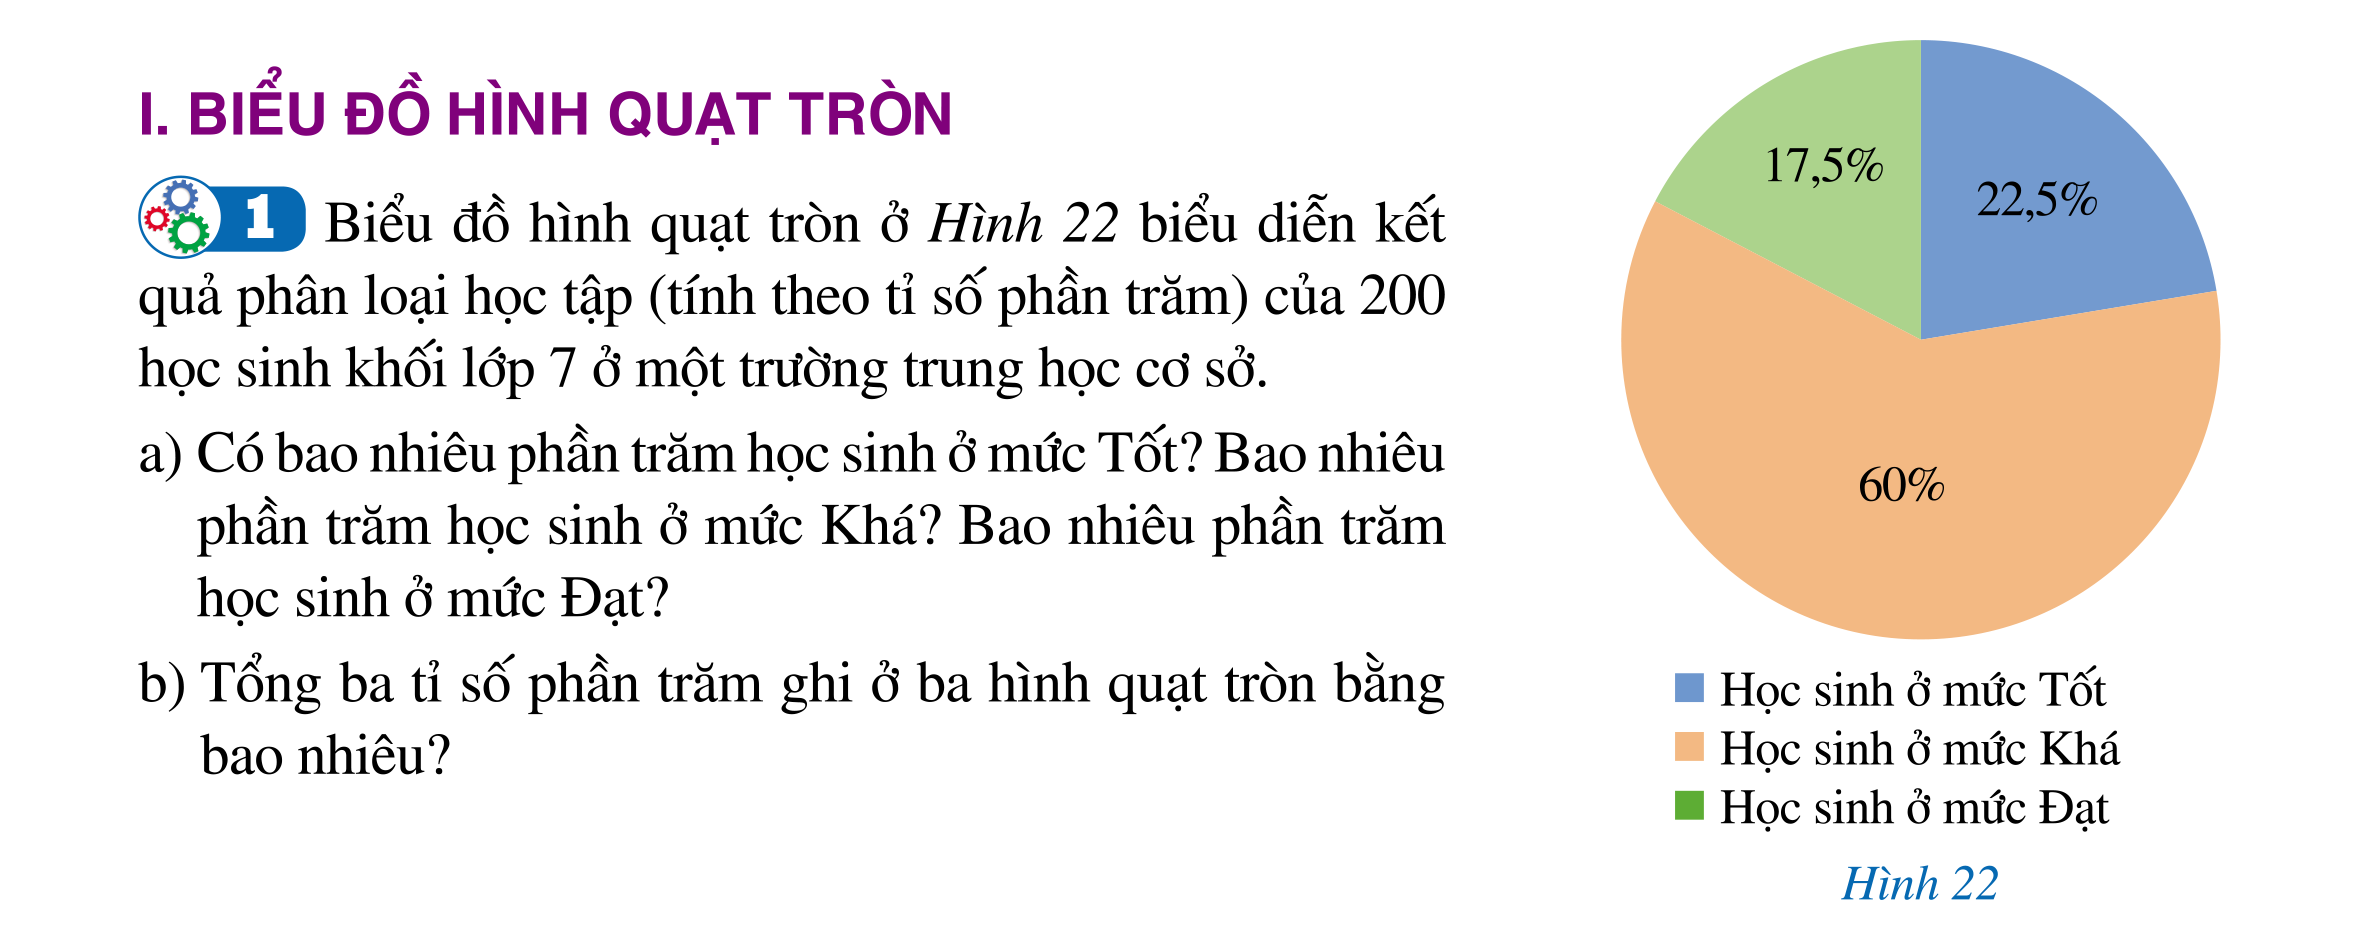 I. BIỂU ĐỒ HÌNH QUẠT TRÒN
1 Biểu đồ hình quạt tròn ở Hình 22 biểu diễn kết
quả phân loại học tập (tính theo tỉ số phần trăm) của 200
học sinh khối lớp 7 ở một trường trung học cơ sở.
a) Có bao nhiêu phần trăm học sinh ở mức Tốt? Bao nhiêu
phần trăm học sinh ở mức Khá? Bao nhiêu phần trăm
học sinh ở mức Đạt?
b) Tổng ba tỉ số phần trăm ghi ở ba hình quạt tròn bằng
bao nhiêu?
17,5%
22,5%
60%
Học sinh ở mức Tốt
Học sinh ở mức Khá
Học sinh ở mức Đạt
Hình 22